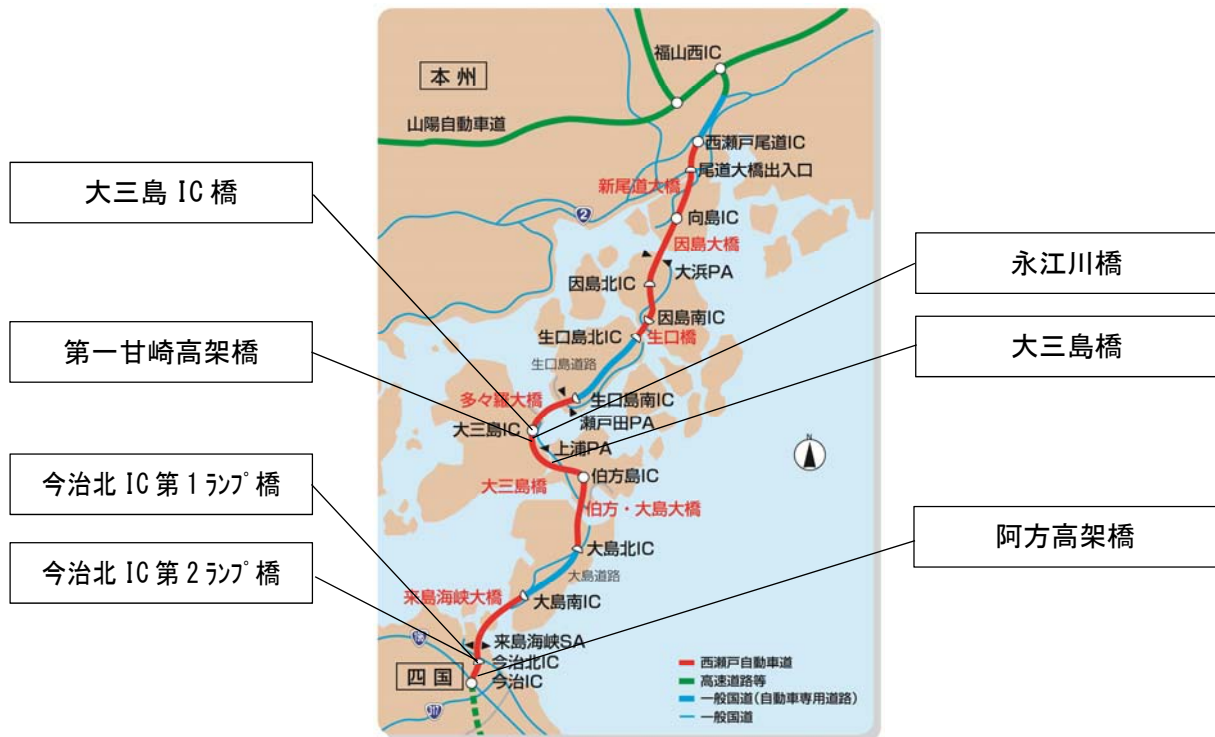 福山西IC
本州
山陽自動車道
西瀬戸尾道IC
大三島 IC 橋
尾道大橋出入口
新尾道大橋
2
向島IC
因島大橋
永江川橋
大浜PA
因島北IC
因島南IC
生口島北IC
生口橋
第一甘崎高架橋
大三島橋
生口島道路
多々羅大橋
生口島南IC
瀬戸田PA
大三島IC
上浦PA
N
今治北 IC 第１ﾗﾝﾌﾟ橋
伯方島IC
大三島橋
伯方・大島大橋
阿方高架橋
大島北IC
今治北 IC 第２ﾗﾝﾌﾟ橋
大島道路
来島海峡大橋
大島南IC
196
来島海峡SA
今治北IC
四国
今治IC
317
西瀬戸自動車道
高速道路等
一般国道(自動車専用道路)
一般国道